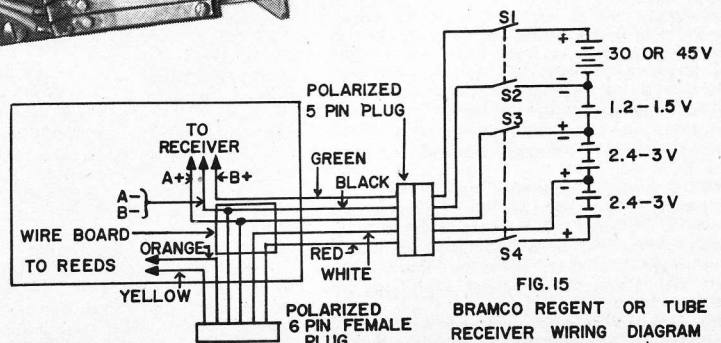 S1
+
30 OR 45V
POLARIZED
5 PIN PLUG
S2
-
-
1.2-1.5V
TO
RECEIVER
S3
+
+
A+
B+
GREEN
BLACK
-
2.4-3V
A-
B-
+
-
2.4-3V
WIRE BOARD
ORANGE
RED
WHITE
S4
+
TO REEDS
YELLOW
POLARIZED
6 PIN FEMALE
PLUG
FIG. 15
BRAMCO REGENT OR TUBE
RECEIVER WIRING DIAGRAM